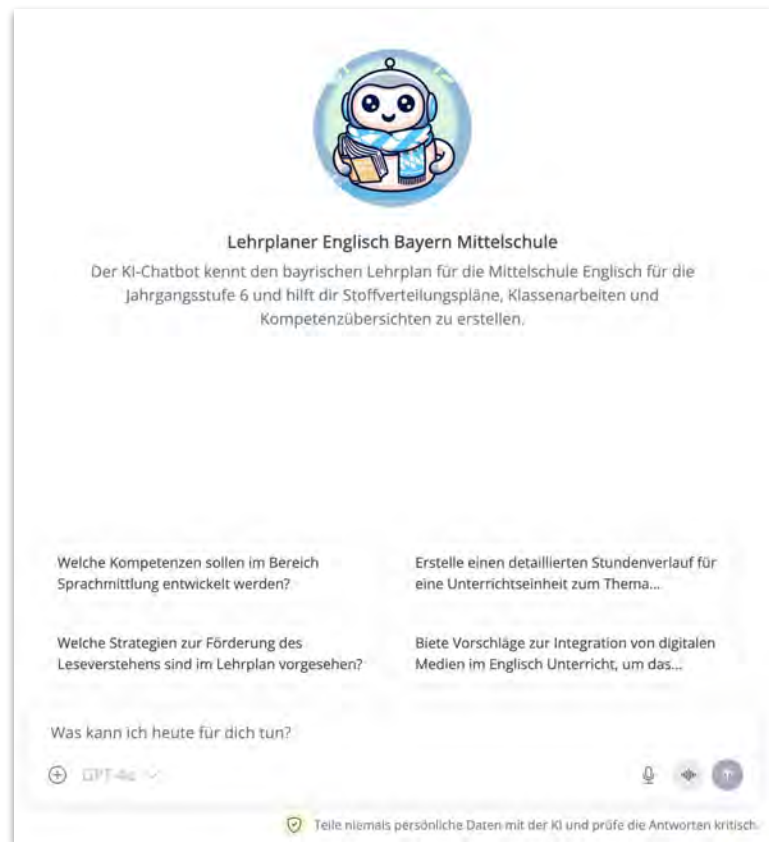 Lehrplaner Englisch Bayern Mittelschule
Der KI-Chatbot kennt den bayrischen Lehrplan für die Mittelschule Englisch für die
Jahrgangsstufe 6 und hilft dir Stoffverteilungspläne, Klassenarbeiten und
Kompetenzübersichten zu erstellen.
Welche Kompetenzen sollen im Bereich
Sprachmittlung entwickelt werden?
Erstelle einen detaillierten Stundenverlauf für
eine Unterrichtseinheit zum Thema...
Welche Strategien zur Förderung des
Leseverstehens sind im Lehrplan vorgesehen?
Biete Vorschläge zur Integration von digitalen
Medien im Englisch Unterricht, um das...
Was kann ich heute für dich tun?
GPT-4o
Teile niemals persönliche Daten mit der KI und prüfe die Antworten kritisch.